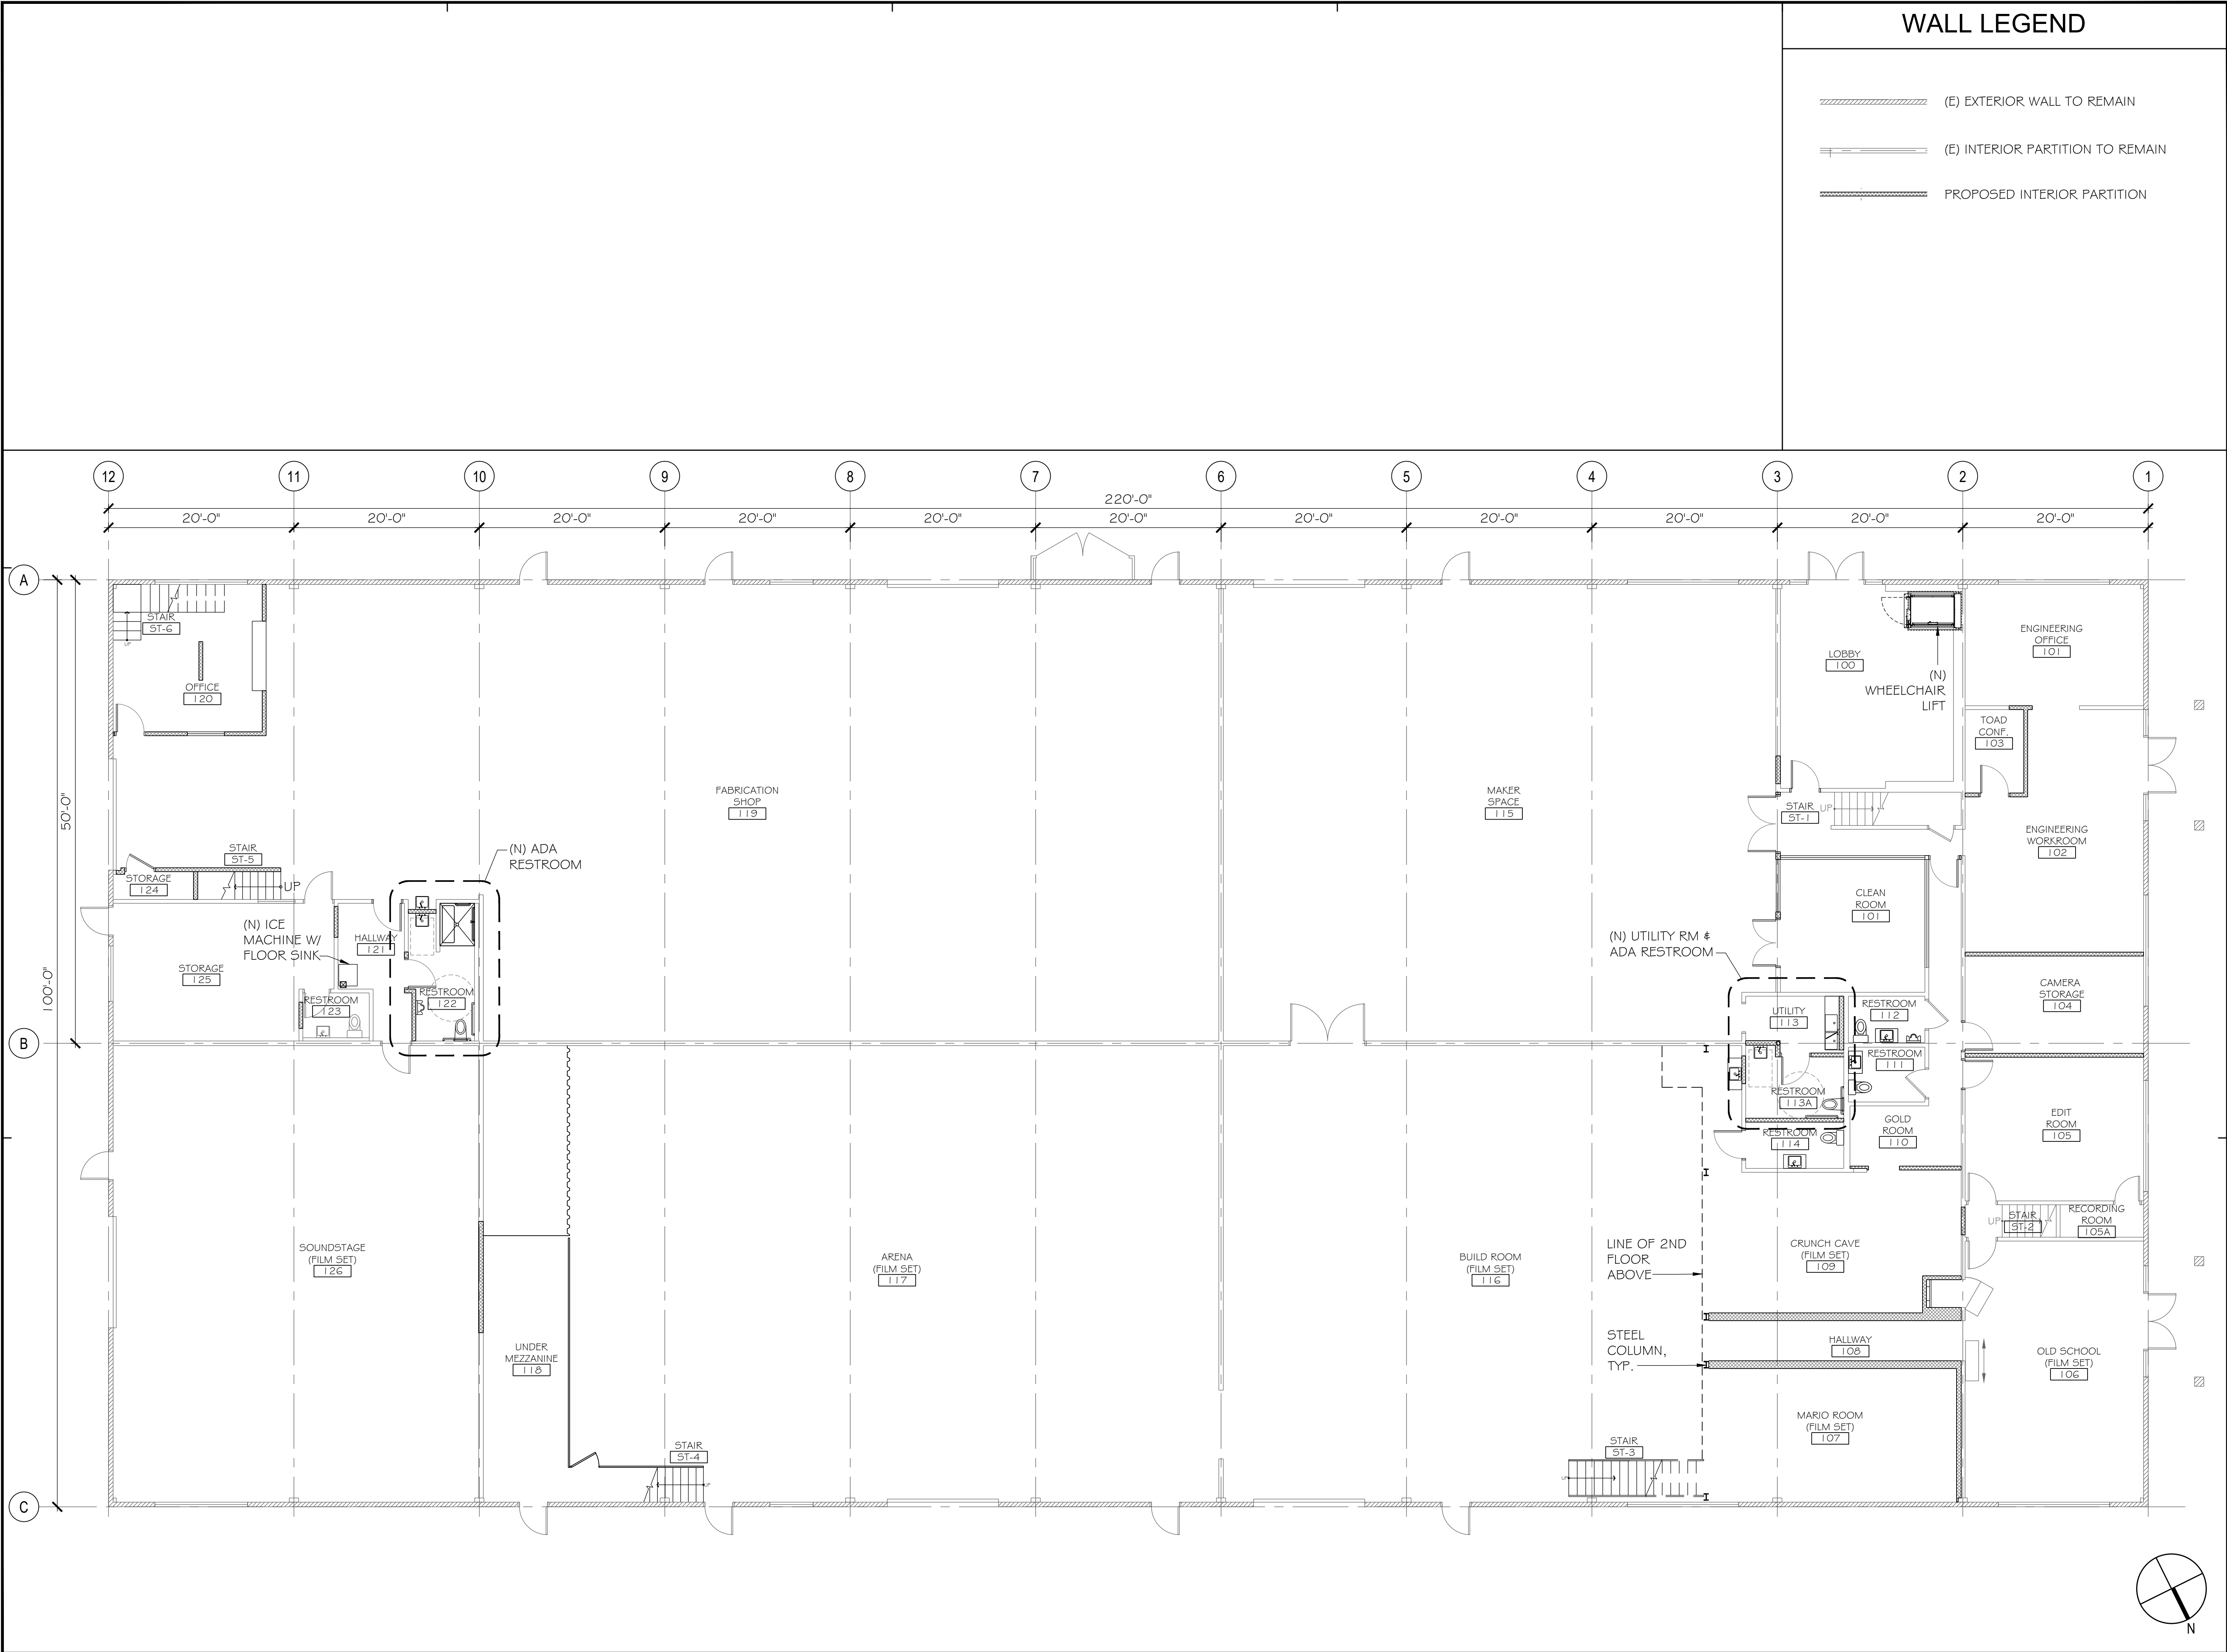 WALL LEGEND
(E) EXTERIOR WALL TO REMAIN
(E) INTERIOR PARTITION TO REMAIN
PROPOSED INTERIOR PARTITION
12
11
10
9
8
7
6
5
4
3
2
1
220'-0"
20'-0"
20'-0"
20'-0"
20'-0"
20'-0"
20'-0"
20'-0"
20'-0"
20'-0"
20'-0"
20'-0"
A
B
C
50'-0"
100'-0"
STAIR
ST-6
UP
OFFICE
120
STAIR
ST-5
UP
STORAGE
124
(N) ICE
MACHINE W/
FLOOR SINK
HALLWAY
121
STORAGE
125
RESTROOM
123
RESTROOM
122
(N) ADA
RESTROOM
FABRICATION
SHOP
119
MAKER
SPACE
115
LOBBY
100
(N)
WHEELCHAIR
LIFT
ENGINEERING
OFFICE
101
TOAD
CONF.
103
STAIR
ST-1
UP
ENGINEERING
WORKROOM
102
CLEAN
ROOM
101
(N) UTILITY RM &
ADA RESTROOM
UTILITY
113
RESTROOM
112
CAMERA
STORAGE
104
RESTROOM
111
RESTROOM
113A
RESTROOM
114
GOLD
ROOM
110
EDIT
ROOM
105
UP
STAIR
ST-2
RECORDING
ROOM
105A
SOUNDSTAGE
(FILM SET)
126
ARENA
(FILM SET)
117
BUILD ROOM
(FILM SET)
116
LINE OF 2ND
FLOOR
ABOVE
CRUNCH CAVE
(FILM SET)
109
UNDER
MEZZANINE
118
STEEL
COLUMN,
TYP.
HALLWAY
108
OLD SCHOOL
(FILM SET)
106
MARIO ROOM
(FILM SET)
107
STAIR
ST-4
UP
STAIR
ST-3
UP
N